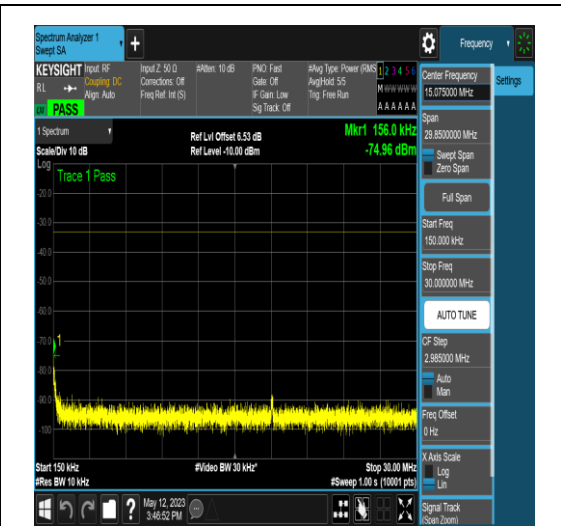 Spectrum Analyzer 1
Swept SA
+
Frequency
KEYSIGHT
RL
PASS
Input: RF
Coupling: DC
Align: Auto
Input Z: 50 Ω
Corrections: Off
Freq Ref: Int (S)
#Atten: 10 dB
PNO: Fast
Gate: Off
IF Gain: Low
Sig Track: Off
#Avg Type: Power (RMS
Avg|Hold: 5/5
Trig: Free Run
1 2 3 4 5 6
M W W W W W
A A A A A A
Center Frequency
15.075000 MHz
Settings
Span
29.8500000 MHz
Swept Span
Zero Span
Full Span
Start Freq
150.000 kHz
Stop Freq
30.000000 MHz
AUTO TUNE
CF Step
2.985000 MHz
Auto
Man
Freq Offset
0 Hz
X Axis Scale
Log
Lin
Signal Track
(Span Zoom)
1 Spectrum
Scale/Div 10 dB
Ref Lvl Offset 6.53 dB
Ref Level -10.00 dBm
Mkr1 156.0 kHz
-74.96 dBm
Log
Trace 1 Pass
-20.0
-30.0
-40.0
-50.0
-60.0
-70.0
-80.0
-90.0
-100
1
Start 150 kHz
#Res BW 10 kHz
#Video BW 30 kHz*
Stop 30.00 MHz
#Sweep 1.00 s (10001 pts)
?
May 12, 2023
3:46:52 PM